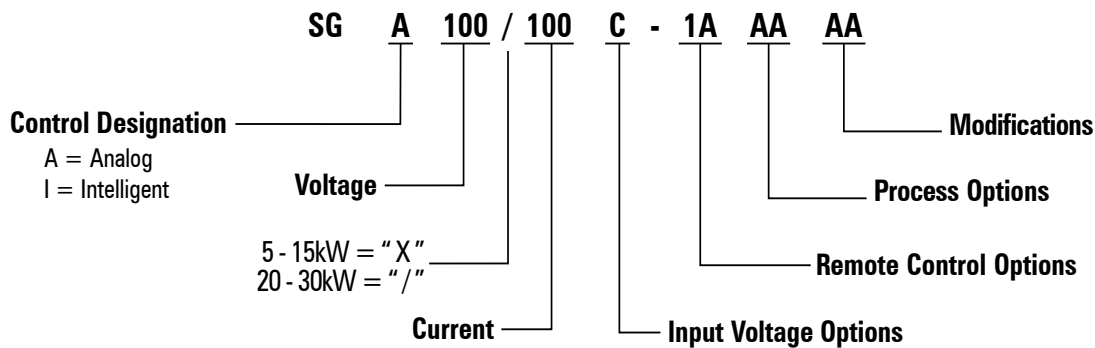 SG A 100 / 100 C - 1A AA AA
Control Designation
A = Analog
I = Intelligent
Modifications
Voltage
Process Options
5 - 15kW = “X”
20 - 30kW = “/”
Remote Control Options
Current
Input Voltage Options